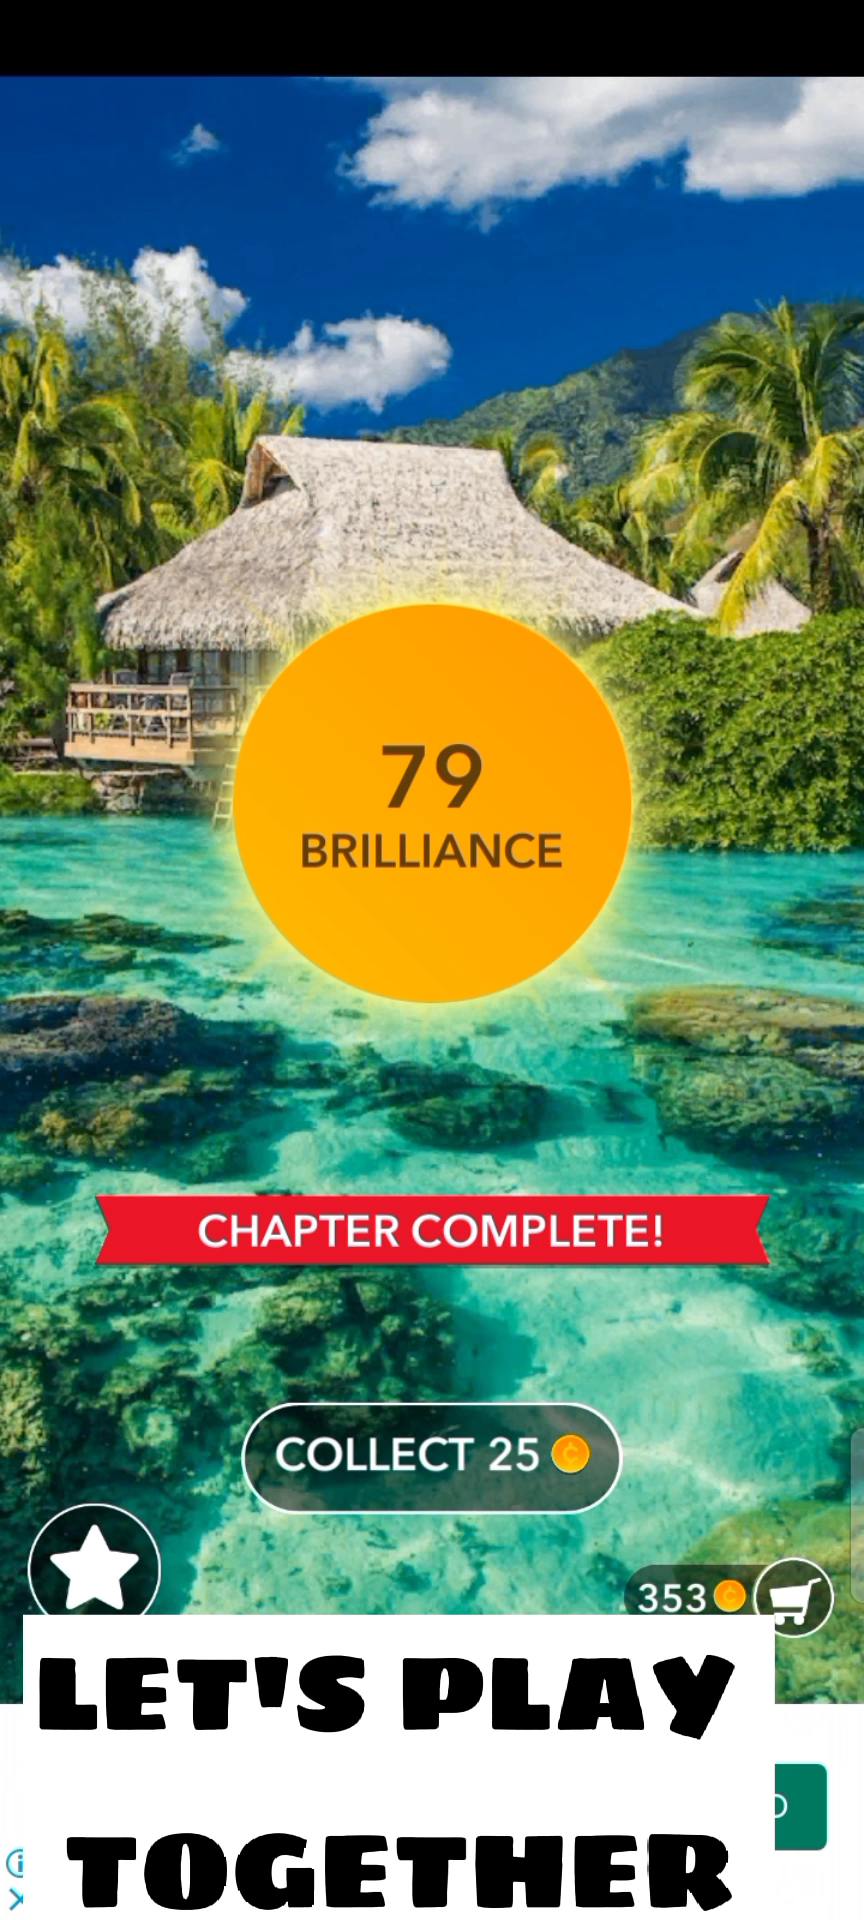 79
BRILLIANCE
CHAPTER COMPLETE!
COLLECT 25
353
LET'S PLAY
TOGETHER